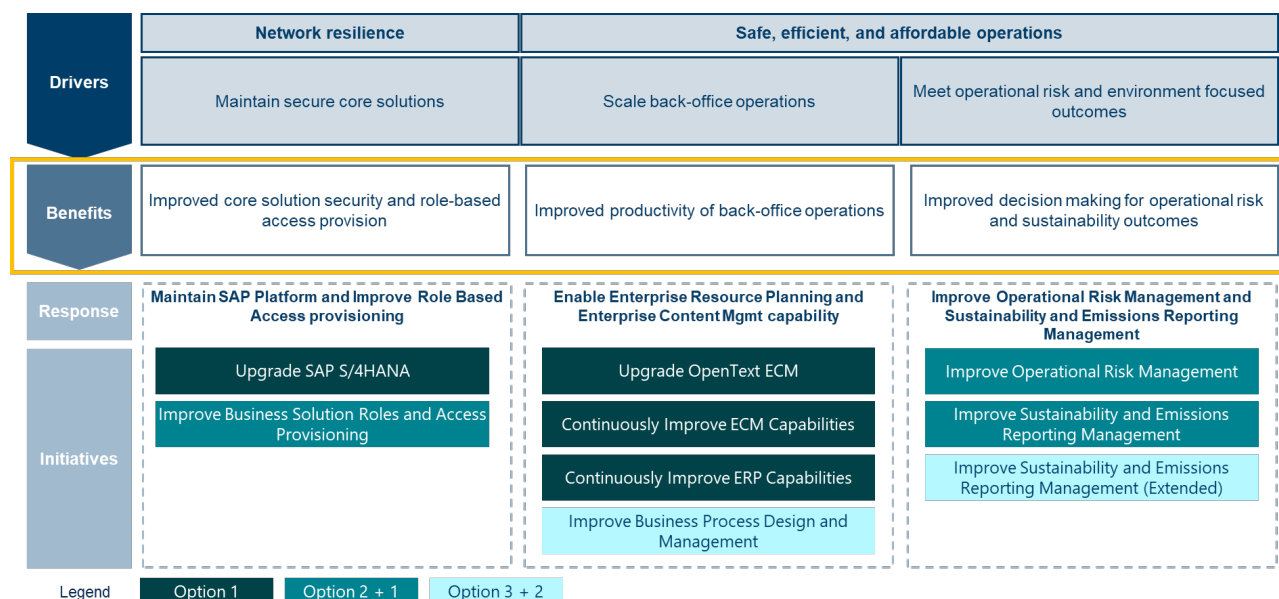 Drivers
Network resilience
Safe, efficient, and affordable operations
Maintain secure core solutions
Scale back-office operations
Meet operational risk and environment focused
outcomes
Benefits
Improved core solution security and role-based
access provision
Improved productivity of back-office operations
Improved decision making for operational risk
and sustainability outcomes
Response
Maintain SAP Platform and Improve Role Based
Access provisioning
Enable Enterprise Resource Planning and
Enterprise Content Mgmt capability
Improve Operational Risk Management and
Sustainability and Emissions Reporting
Management
Initiatives
Upgrade SAP S/4HANA
Improve Business Solution Roles and Access
Provisioning
Upgrade OpenText ECM
Continuously Improve ECM Capabilities
Continuously Improve ERP Capabilities
Improve Business Process Design and
Management
Improve Operational Risk Management
Improve Sustainability and Emissions
Reporting Management
Improve Sustainability and Emissions
Reporting Management (Extended)
Legend
Option 1
Option 2 + 1
Option 3 + 2